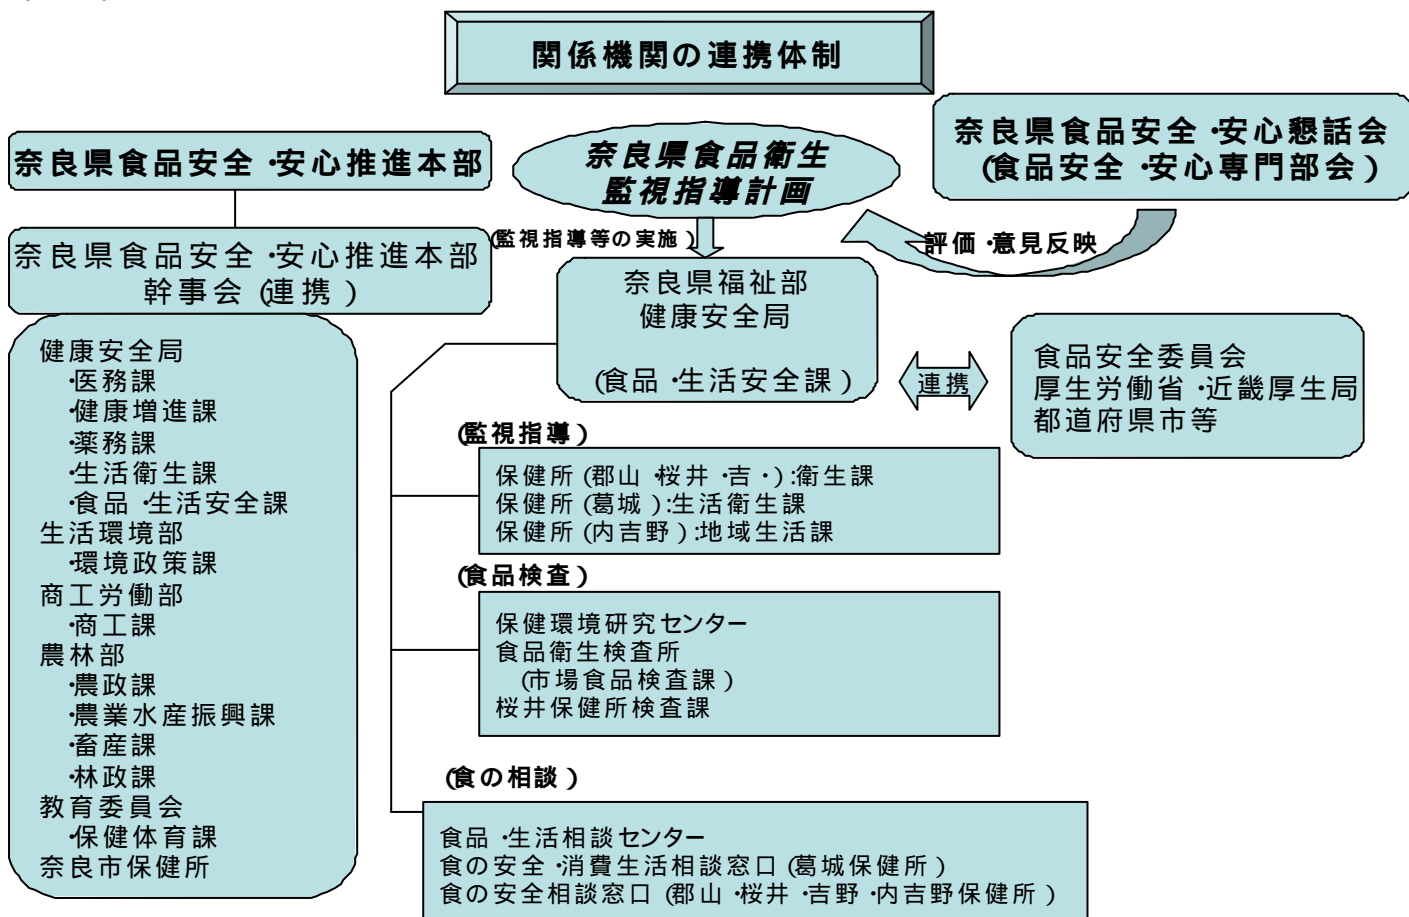 関係機関の連携体制
奈良県食品安全・安心推進本部
奈良県食品衛生
監視指導計画
奈良県食品安全・安心懇話会
(食品安全・安心専門部会)
(監視指導等の実施)
評価・意見反映
奈良県食品安全・安心推進本部
幹事会(連携)
奈良県福祉部
健康安全局
(食品・生活安全課)
連携
食品安全委員会
厚生労働省・近畿厚生局
都道府県市等
健康安全局
・医務課
・健康増進課
・薬務課
・生活衛生課
・食品・生活安全課
生活環境部
・環境政策課
商工労働部
・商工課
農林部
・農政課
・農業水産振興課
・畜産課
・林政課
教育委員会
・保健体育課
奈良市保健所
(監視指導)
保健所(郡山・桜井・吉・):衛生課
保健所(葛城):生活衛生課
保健所(内吉野):地域生活課
(食品検査)
保健環境研究センター
食品衛生検査所
(市場食品検査課)
桜井保健所検査課
(食の相談)
食品・生活相談センター
食の安全・消費生活相談窓口(葛城保健所)
食の安全相談窓口(郡山・桜井・吉野・内吉野保健所)